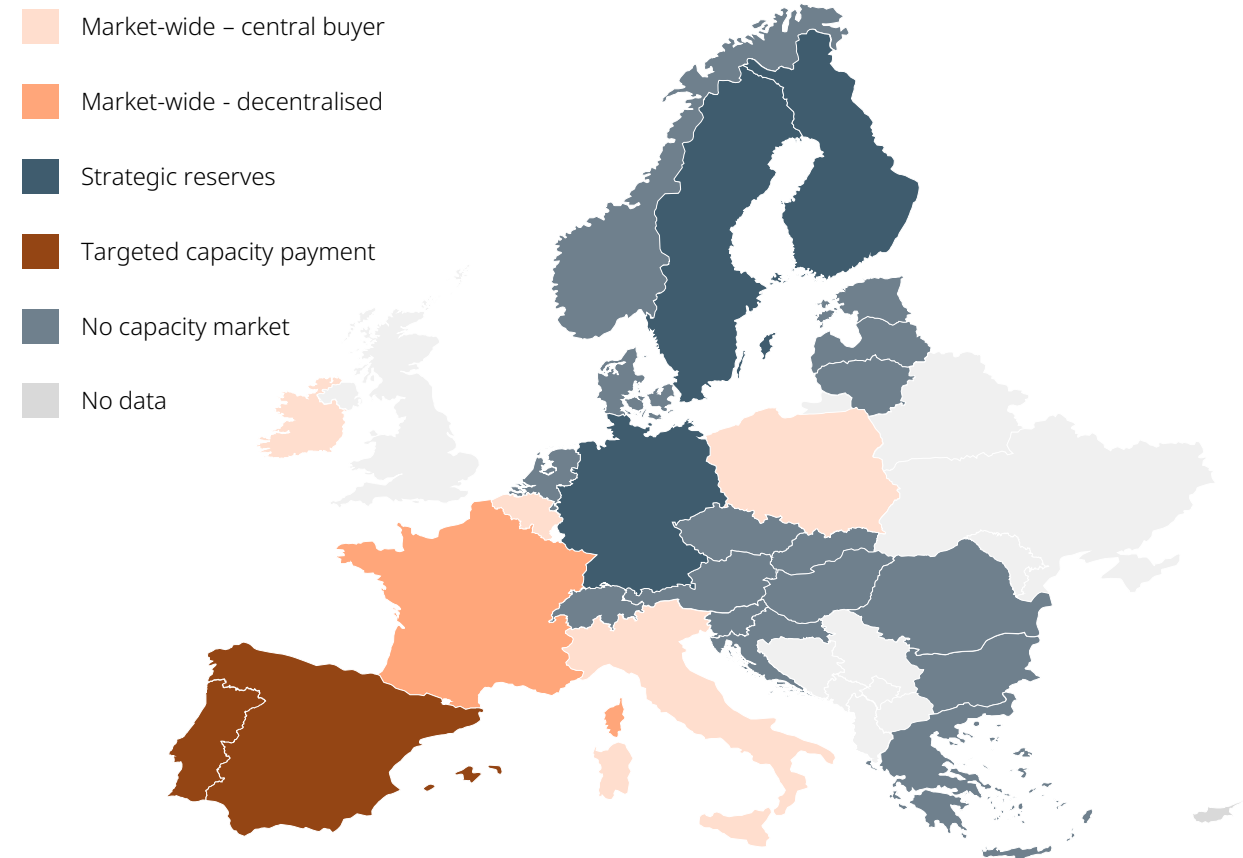 Market-wide – central buyer
Market-wide - decentralised
Strategic reserves
Targeted capacity payment
No capacity market
No data